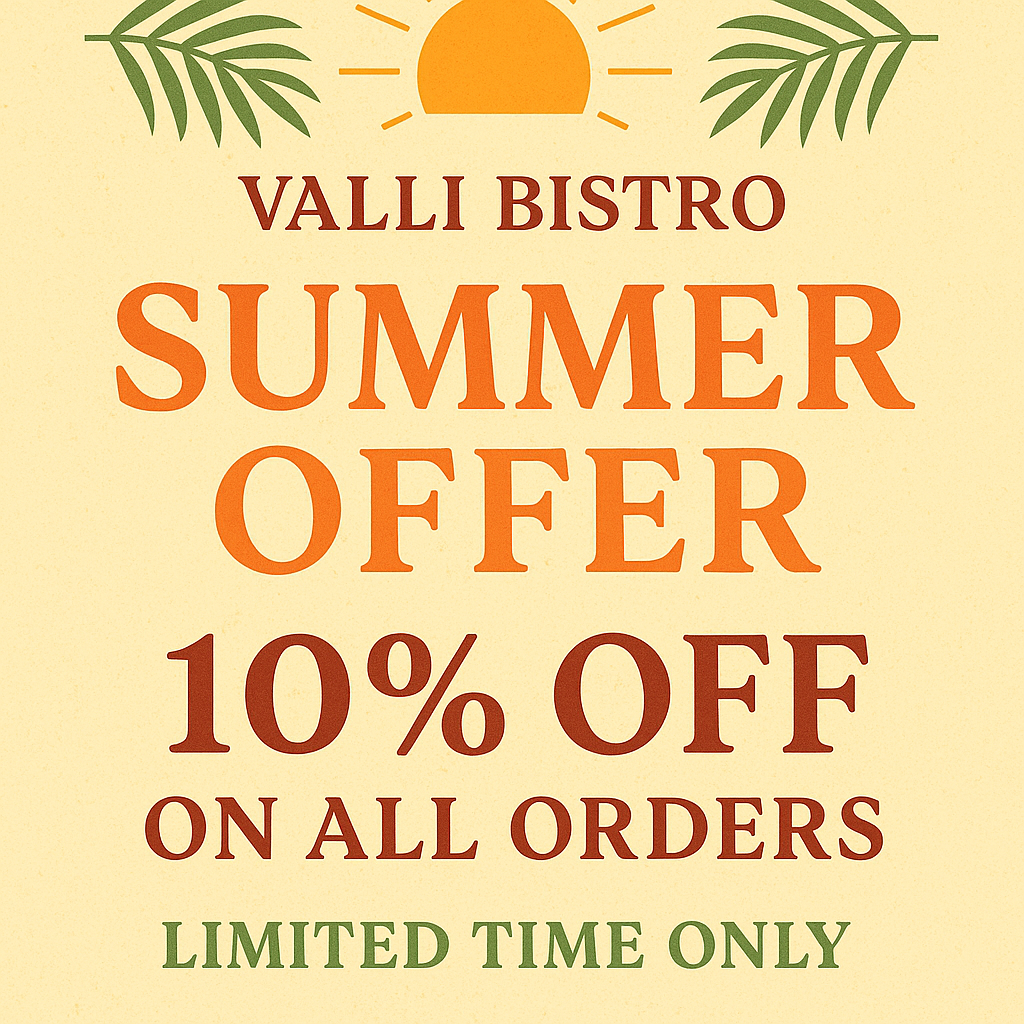 VALLI BISTRO
SUMMER
OFFER
10% OFF
ON ALL ORDERS
LIMITED TIME ONLY